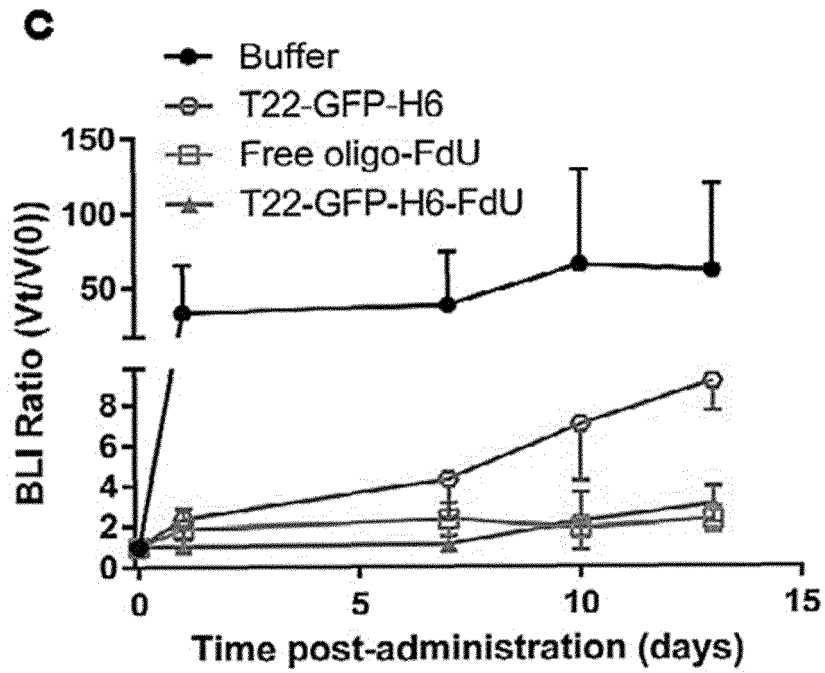 C
Buffer
T22-GFP-H6
Free oligo-FdU
T22-GFP-H6-FdU
BLI Ratio (Vt/V(0))
150
100
50
8
6
4
2
0
0 5 10 15
Time post-administration (days)